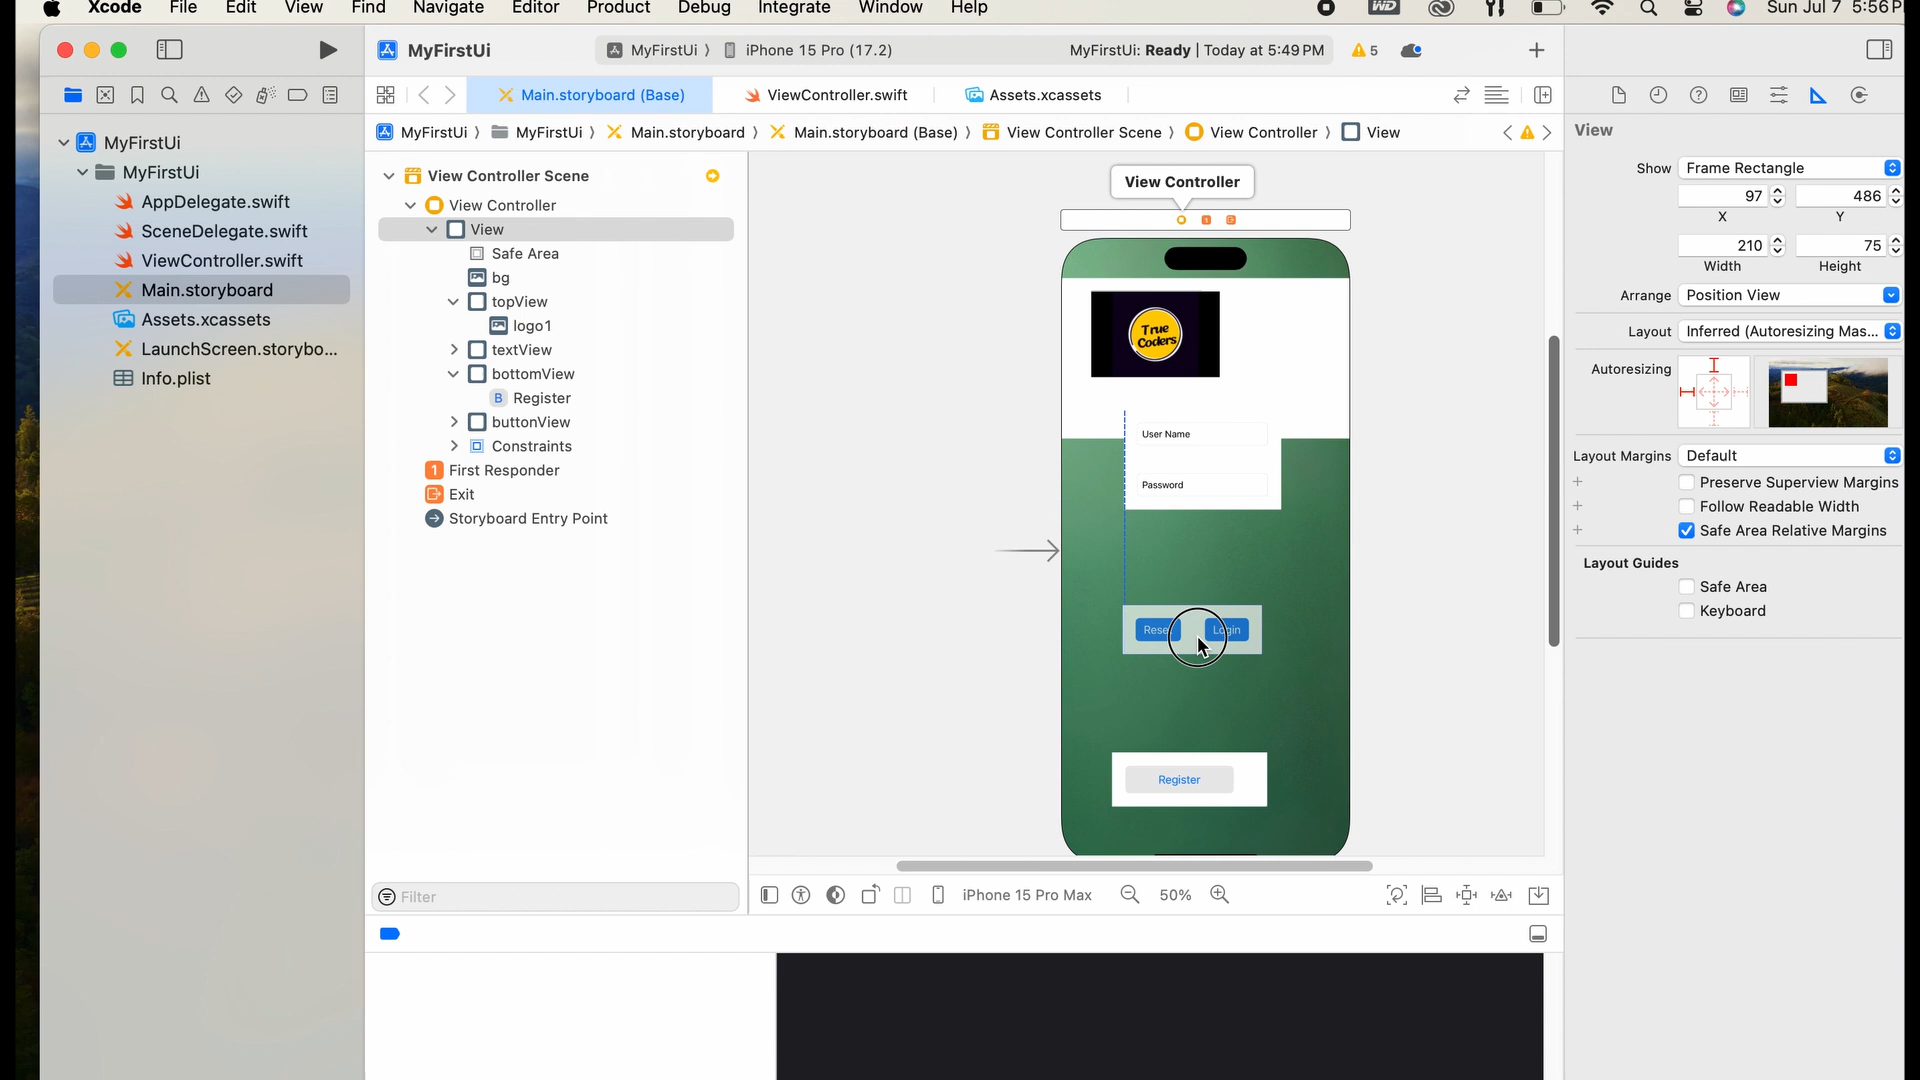 Xcode File Edit View Find Navigate Editor Product Debug Integrate Window Help WD Sun Jul 7 5:56P
MyFirstUi MyFirstUi iPhone 15 Pro (17.2) MyFirstUi: Ready | Today at 5:49 PM 5
Main.storyboard (Base) ViewController.swift Assets.xcassets
MyFirstUi MyFirstUi Main.storyboard Main.storyboard (Base) View Controller Scene View Controller View
MyFirstUi
MyFirstUi
AppDelegate.swift
SceneDelegate.swift
ViewController.swift
Main.storyboard
Assets.xcassets
LaunchScreen.storybo...
Info.plist
View Controller Scene
View Controller
View
Safe Area
bg
topView
logo1
textView
bottomView
B Register
buttonView
Constraints
1 First Responder
Exit
Storyboard Entry Point
Filter
View Controller
1
True
Coders
User Name
Password
Login
Register
iPhone 15 Pro Max 50%
View
Show Frame Rectangle
97 486
X Y
210 75
Width Height
Arrange Position View
Layout Inferred (Autoresizing Mas...
Autoresizing
Layout Margins Default
Preserve Superview Margins
Follow Readable Width
Safe Area Relative Margins
Layout Guides
Safe Area
Keyboard